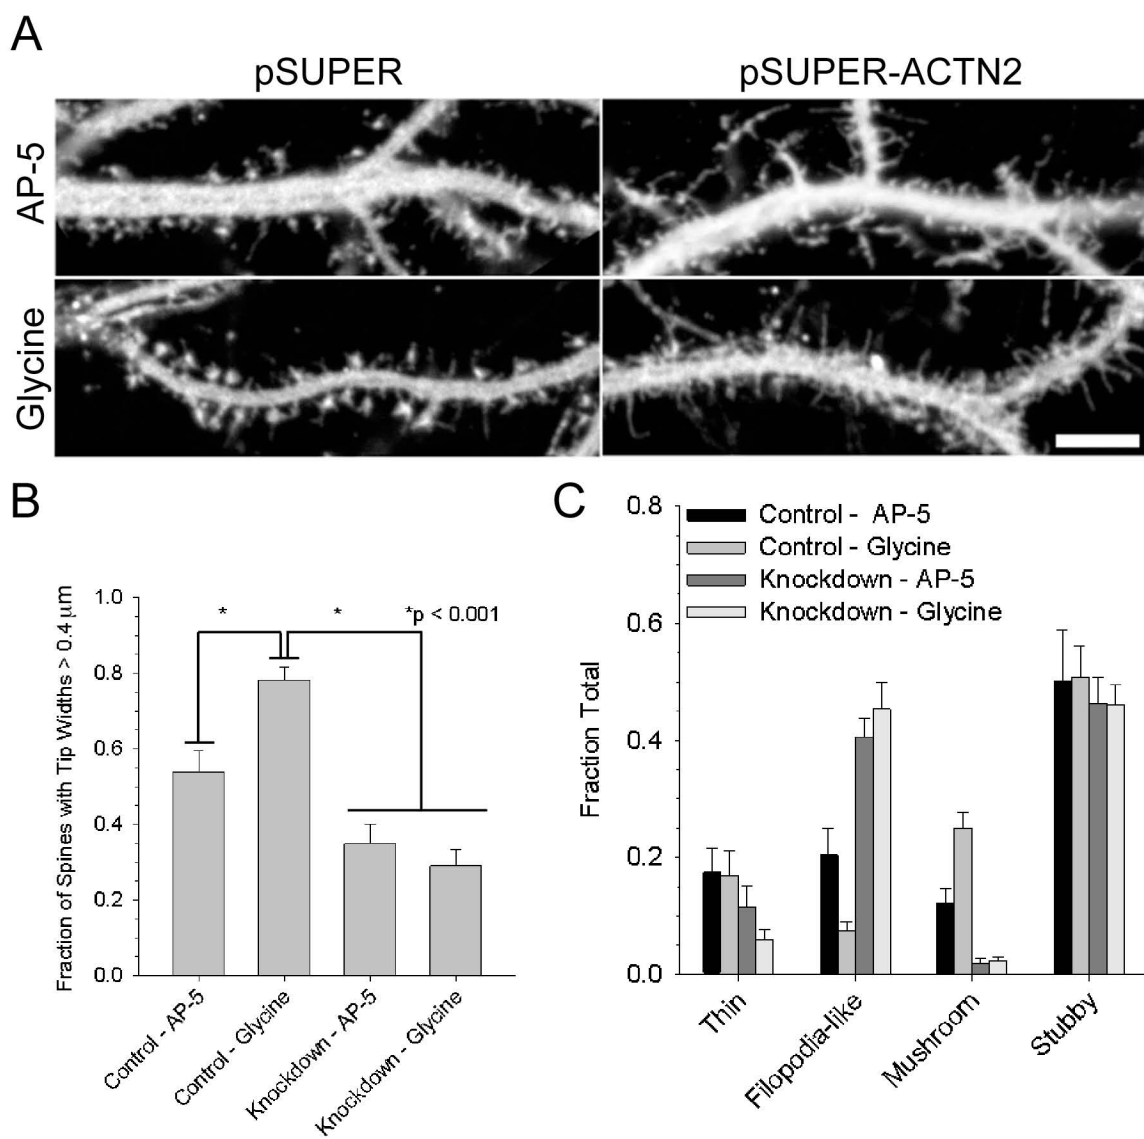 A
pSUPER
pSUPER-ACTN2
AP-5
Glycine
B
Fraction of Spines with Tip Widths > 0.4 μm
1.0
0.8
0.6
0.4
0.2
0.0
*
*
*p < 0.001
Control - AP-5
Control - Glycine
Knockdown - AP-5
Knockdown - Glycine
C
Fraction Total
0.8
0.6
0.4
0.2
0.0
Control - AP-5
Control - Glycine
Knockdown - AP-5
Knockdown - Glycine
Thin
Filopodia-like
Mushroom
Stubby